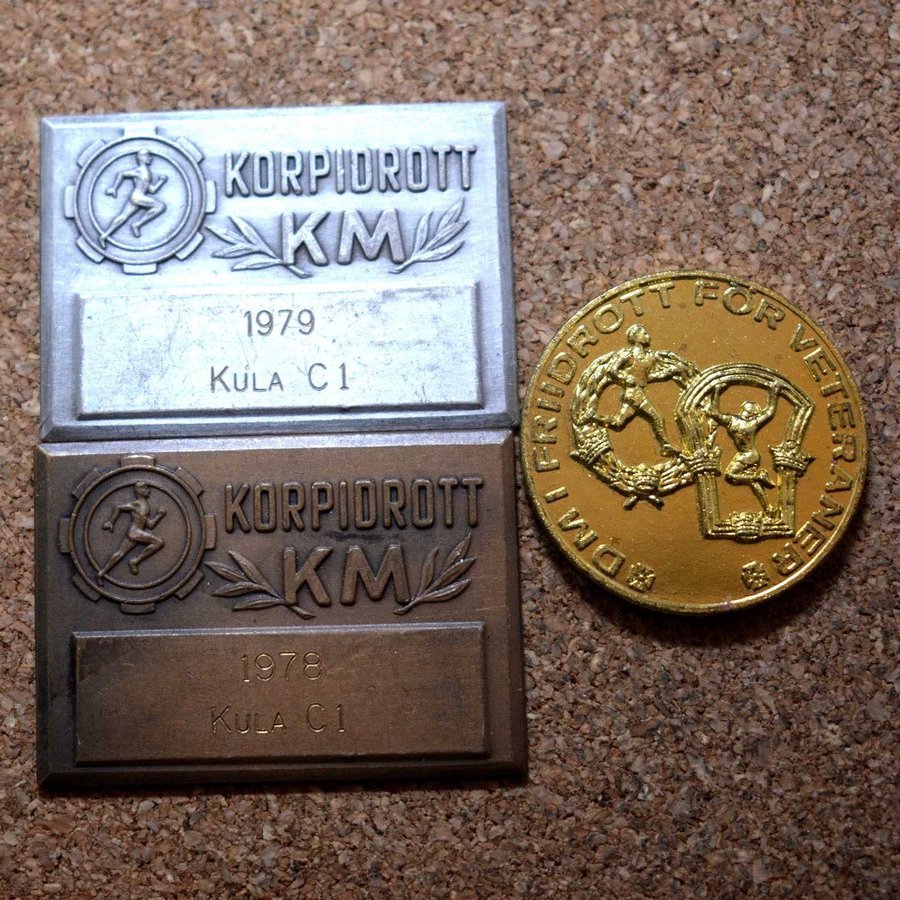 KORPIDROTT
KM
1979
KULA C1
KORPIDROTT
KM
1978
KULA C1
DM I FRIIDROTT FÖR VETERANER